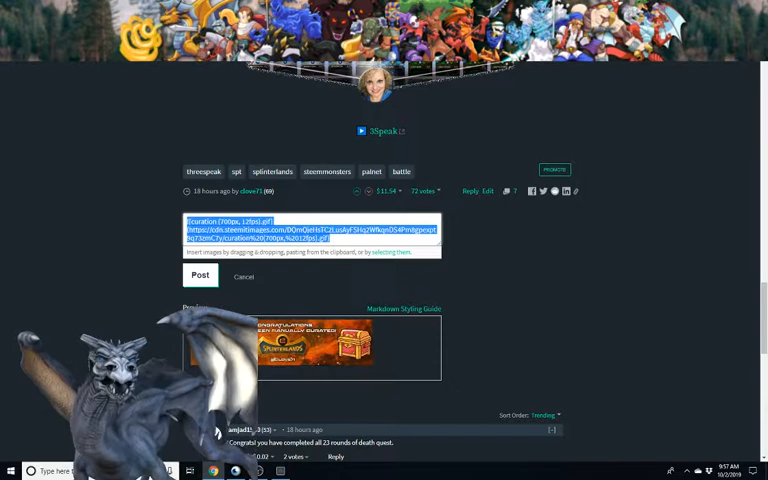 3Speak
threespeak spt splinterlands steemmonsters palnet battle PROMOTE
18 hours ago by clove71 (69) $11.54 72 votes Reply Edit 7
![curation (700px, 12fps).gif]
Insert images by dragging & dropping, pasting from the clipboard, or by selecting them.
Post Cancel
Markdown Styling Guide
SPLINTERLANDS
Sort Order: Trending
18 hours ago [-]
Congrats! you have completed all 23 rounds of death quest.
2 votes Reply
Type here
9:57 AM
10/2/2019